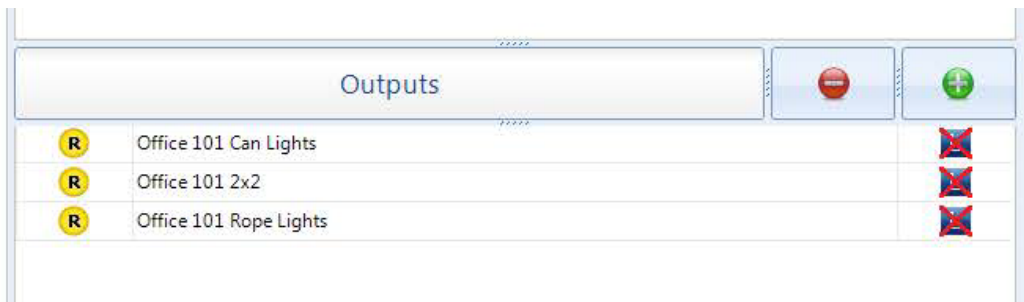 Outputs
R Office 101 Can Lights
R Office 101 2x2
R Office 101 Rope Lights